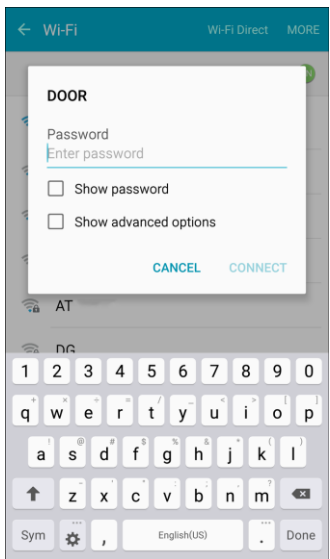 Wi-Fi Wi-Fi Direct MORE
DOOR
Password
Enter password
Show password
Show advanced options
CANCEL CONNECT
AT
DG
1 2 3 4 5 6 7 8 9 0
q w e r t y u i o p
a s d f g h j k l
z x c v b n m
Sym , English(US) . Done